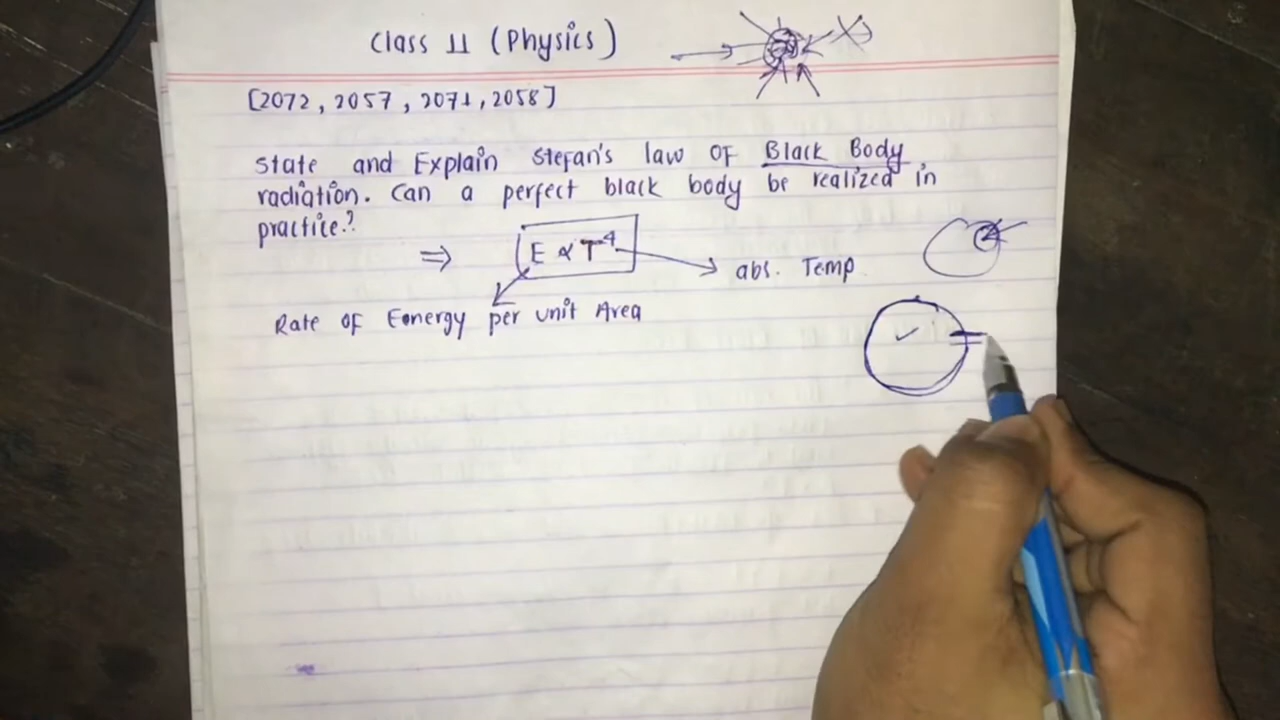 Class 11 (Physics)
[2072, 2057, 2071, 2058]
State and Explain Stefan's law OF Black Body
radiation. Can a perfect black body be realized in
practice?
⇒ E ∝ T⁴
abs. Temp
Rate OF Eenergy per unit Area